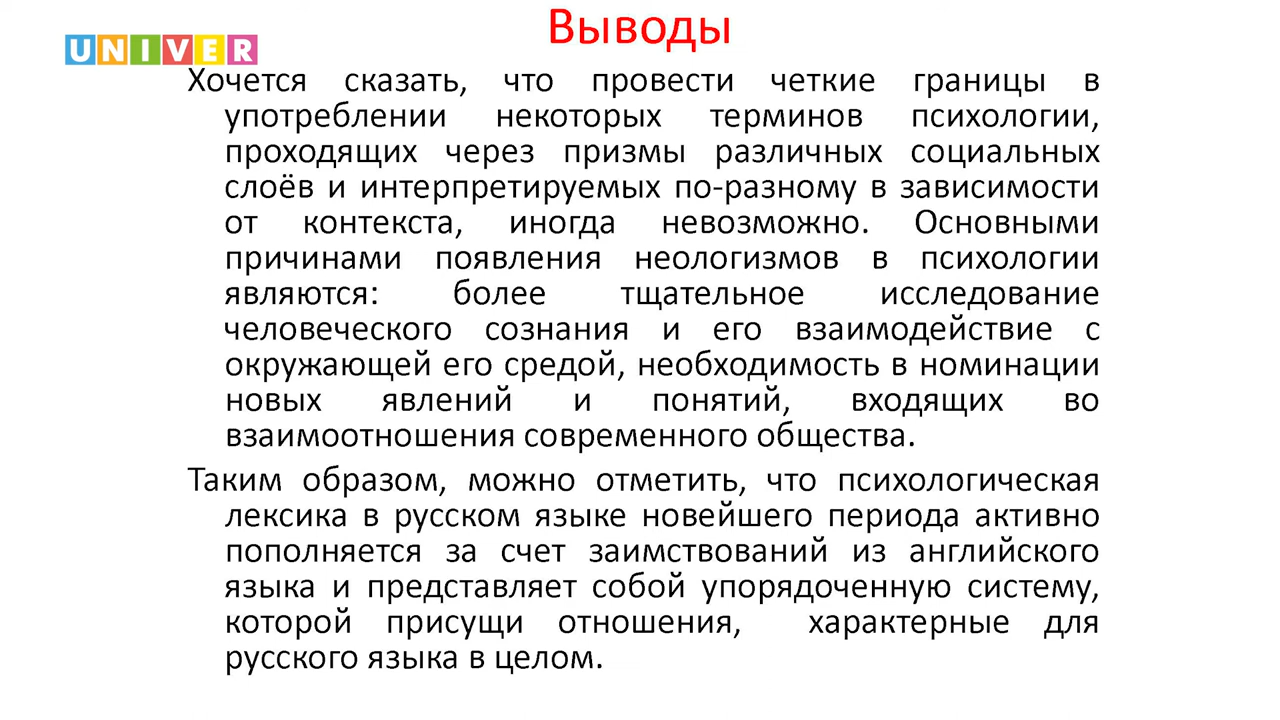 Выводы
UNIVER
Хочется сказать, что провести четкие границы в
употреблении некоторых терминов психологии,
проходящих через призмы различных социальных
слоёв и интерпретируемых по-разному в зависимости
от контекста, иногда невозможно. Основными
причинами появления неологизмов в психологии
являются: более тщательное исследование
человеческого сознания и его взаимодействие с
окружающей его средой, необходимость в номинации
новых явлений и понятий, входящих во
взаимоотношения современного общества.
Таким образом, можно отметить, что психологическая
лексика в русском языке новейшего периода активно
пополняется за счет заимствований из английского
языка и представляет собой упорядоченную систему,
которой присущи отношения, характерные для
русского языка в целом.